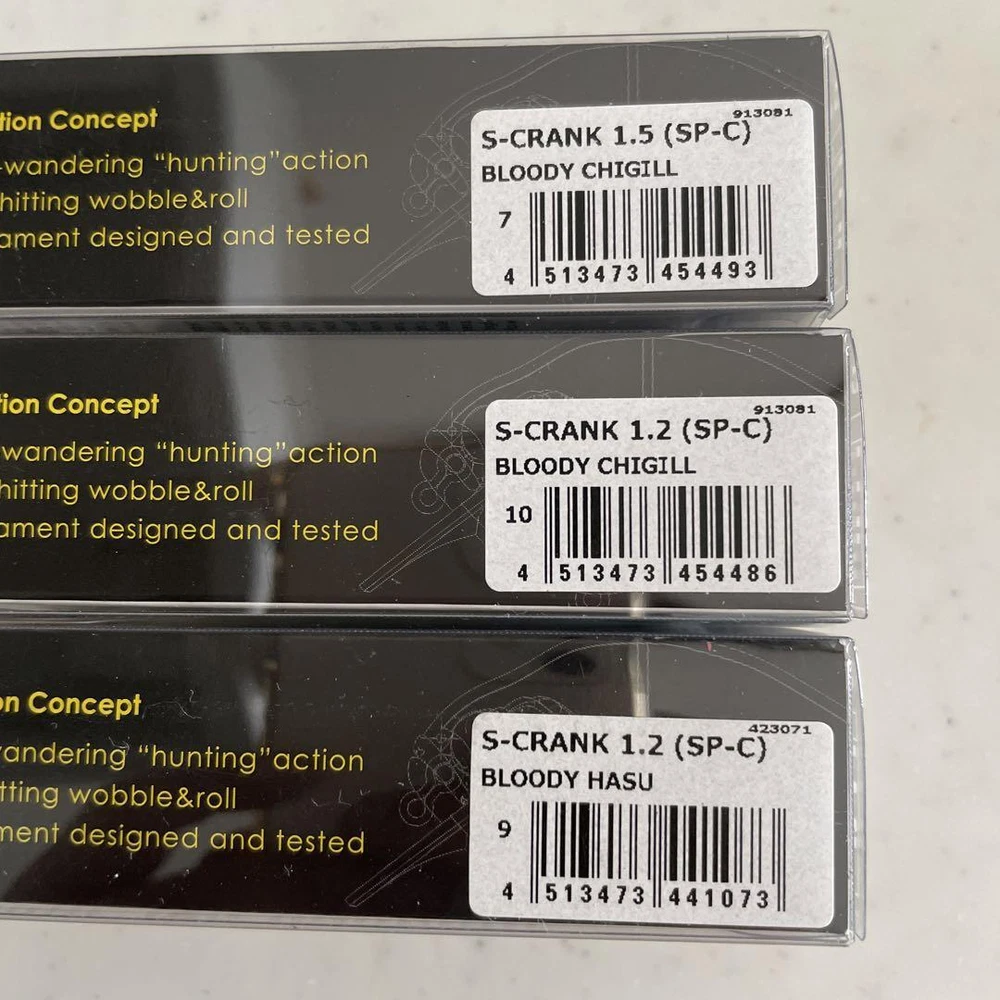 tion Concept
-wandering “hunting”action
hitting wobble&roll
ament designed and tested
913081
S-CRANK 1.5 (SP-C)
BLOODY CHIGILL
7
4 513473 454493
tion Concept
wandering “hunting”action
hitting wobble&roll
ament designed and tested
913081
S-CRANK 1.2 (SP-C)
BLOODY CHIGILL
10
4 513473 454486
on Concept
wandering “hunting”action
tting wobble&roll
ment designed and tested
423071
S-CRANK 1.2 (SP-C)
BLOODY HASU
9
4 513473 441073